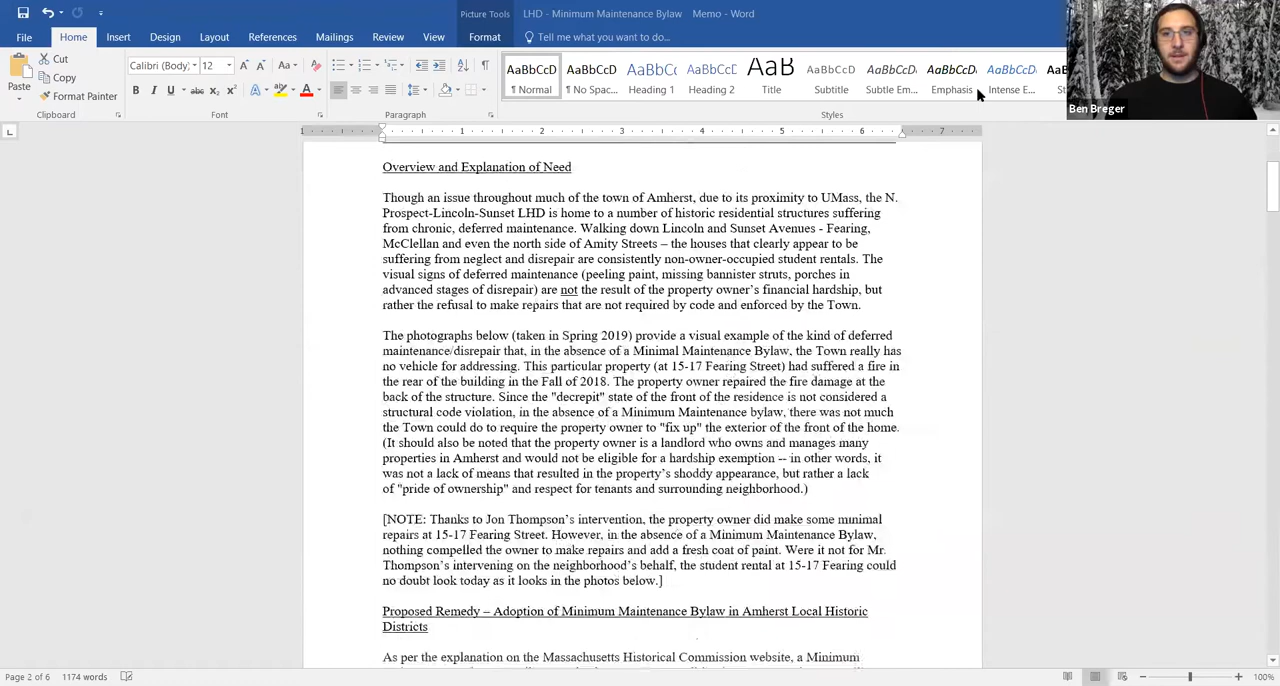 Picture Tools
LHD - Minimum Maintenance Bylaw - Memo - Word
File Home Insert Design Layout References Mailings Review View Format Tell me what you want to do...
Paste
Cut
Copy
Format Painter
Clipboard
Calibri (Body) 12
Font
Paragraph
AaBbCcD AaBbCcD AaBbCc AaBbCcD AaB AaBbCcD AaBbCcD AaBbCcD AaBbCcD
¶ Normal ¶ No Spac... Heading 1 Heading 2 Title Subtitle Subtle Em... Emphasis Intense E...
Styles
Ben Breger
1 1 2 3 4 5 6 7
Overview and Explanation of Need
Though an issue throughout much of the town of Amherst, due to its proximity to UMass, the N.
Prospect-Lincoln-Sunset LHD is home to a number of historic residential structures suffering
from chronic, deferred maintenance. Walking down Lincoln and Sunset Avenues - Fearing,
McClellan and even the north side of Amity Streets – the houses that clearly appear to be
suffering from neglect and disrepair are consistently non-owner-occupied student rentals. The
visual signs of deferred maintenance (peeling paint, missing bannister struts, porches in
advanced stages of disrepair) are not the result of the property owner's financial hardship, but
rather the refusal to make repairs that are not required by code and enforced by the Town.
The photographs below (taken in Spring 2019) provide a visual example of the kind of deferred
maintenance/disrepair that, in the absence of a Minimal Maintenance Bylaw, the Town really has
no vehicle for addressing. This particular property (at 15-17 Fearing Street) had suffered a fire in
the rear of the building in the Fall of 2018. The property owner repaired the fire damage at the
back of the structure. Since the "decrepit" state of the front of the residence is not considered a
structural code violation, in the absence of a Minimum Maintenance bylaw, there was not much
the Town could do to require the property owner to "fix up" the exterior of the front of the home.
(It should also be noted that the property owner is a landlord who owns and manages many
properties in Amherst and would not be eligible for a hardship exemption -- in other words, it
was not a lack of means that resulted in the property's shoddy appearance, but rather a lack
of "pride of ownership" and respect for tenants and surrounding neighborhood.)
[NOTE: Thanks to Jon Thompson's intervention, the property owner did make some minimal
repairs at 15-17 Fearing Street. However, in the absence of a Minimum Maintenance Bylaw,
nothing compelled the owner to make repairs and add a fresh coat of paint. Were it not for Mr.
Thompson's intervening on the neighborhood's behalf, the student rental at 15-17 Fearing could
no doubt look today as it looks in the photos below.]
Proposed Remedy – Adoption of Minimum Maintenance Bylaw in Amherst Local Historic
Districts
As per the explanation on the Massachusetts Historical Commission website, a Minimum
Page 2 of 6 1174 words 100%